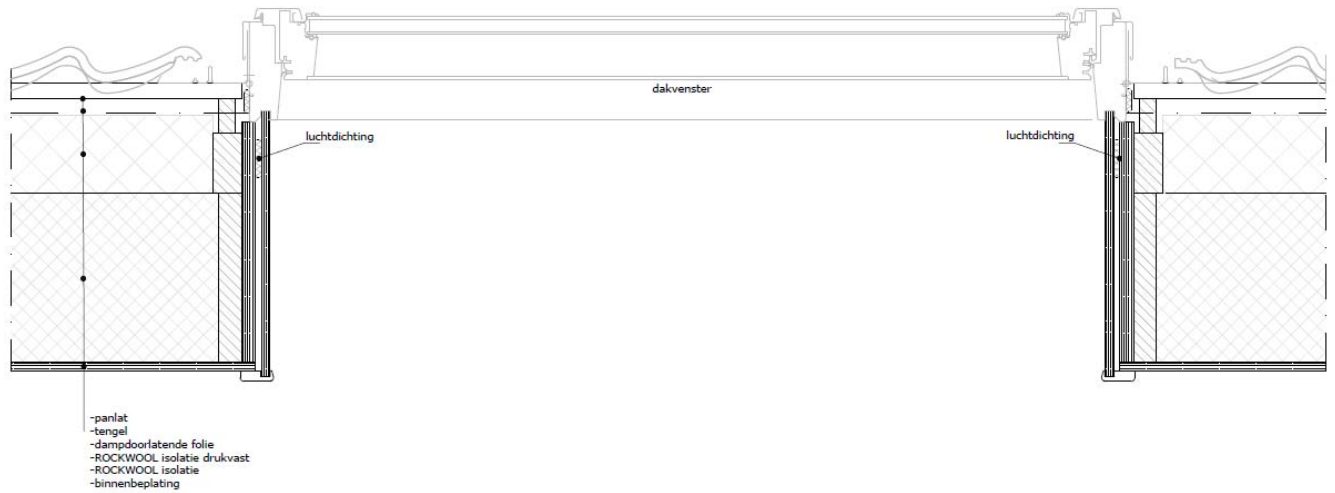 dakvenster
luchtdichting
luchtdichting
-panlat
-tengel
-dampdoorlatende folie
-ROCKWOOL isolatie drukvast
-ROCKWOOL isolatie
-binnenbeplating